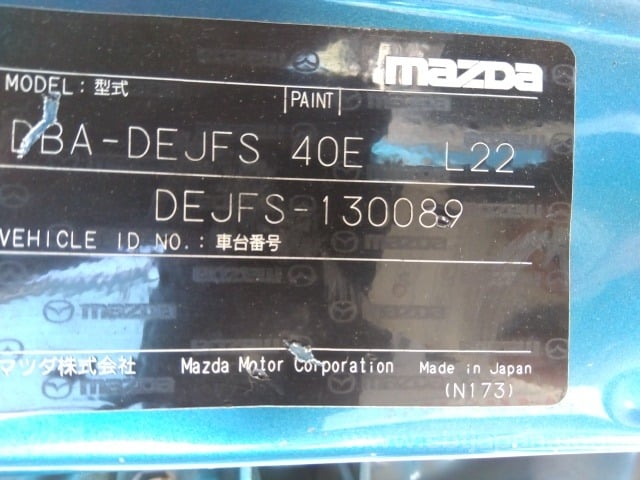 mazda
MODEL : 型式
PAINT
DBA-DEJFS 40E L22
DEJFS-130089
VEHICLE ID NO. : 車台番号
マツダ株式会社 Mazda Motor Corporation Made in Japan
(N173)